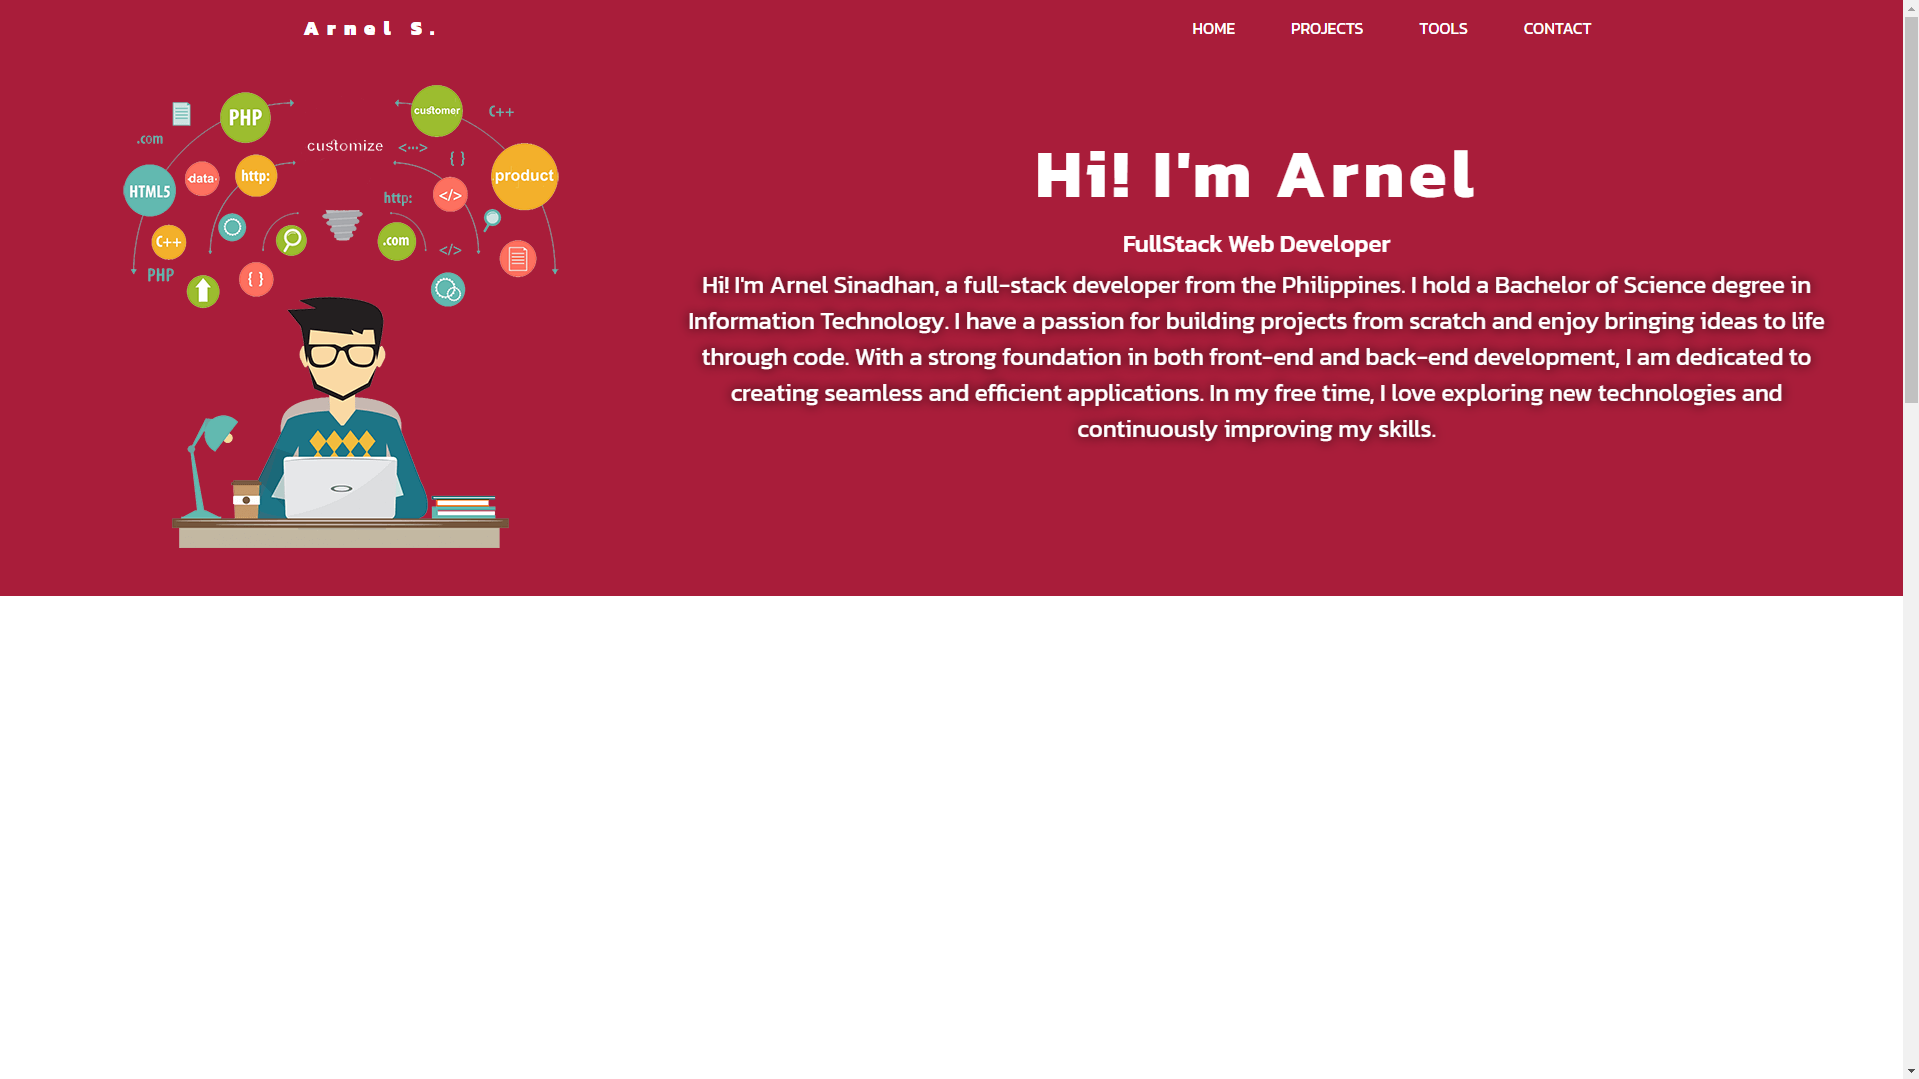 Arnel S.
HOME PROJECTS TOOLS CONTACT
PHP
customer
C++
.com
customize
<...>
{ }
HTML5
data
http:
product
</>
http:
C++
.com
</>
PHP
{ }
Hi! I'm Arnel
FullStack Web Developer
Hi! I'm Arnel Sinadhan, a full-stack developer from the Philippines. I hold a Bachelor of Science degree in
Information Technology. I have a passion for building projects from scratch and enjoy bringing ideas to life
through code. With a strong foundation in both front-end and back-end development, I am dedicated to
creating seamless and efficient applications. In my free time, I love exploring new technologies and
continuously improving my skills.